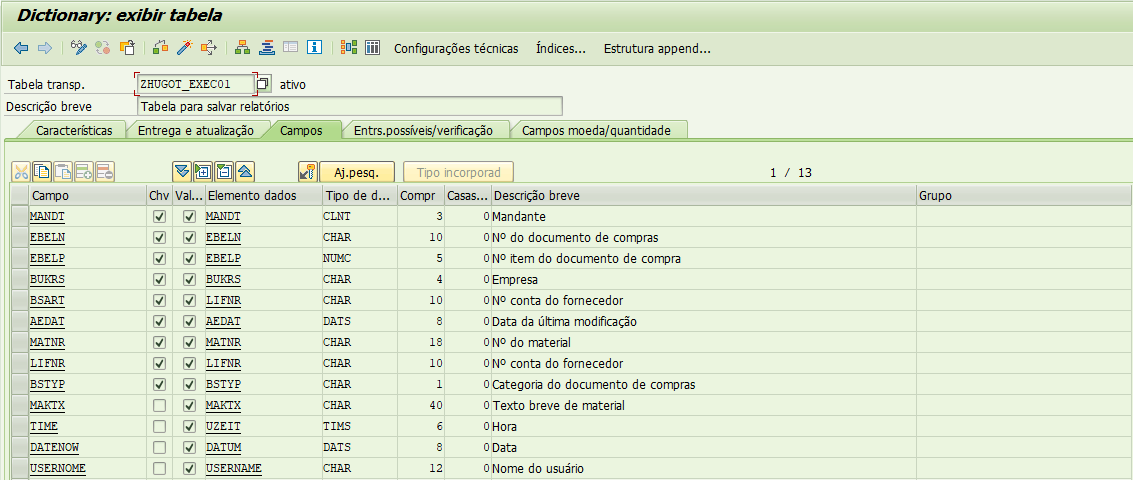 Dictionary: exibir tabela
Configurações técnicas Índices... Estrutura append...
Tabela transp. ZHUGOT_EXEC01 ativo
Descrição breve Tabela para salvar relatórios
Características Entrega e atualização Campos Entrs.possíveis/verificação Campos moeda/quantidade
Aj.pesq. Tipo incorporad 1 / 13
Campo Chv Val... Elemento dados Tipo de d... Compr Casas... Descrição breve Grupo
MANDT MANDT CLNT 3 0 Mandante
EBELN EBELN CHAR 10 0 Nº do documento de compras
EBELP EBELP NUMC 5 0 Nº item do documento de compra
BUKRS BUKRS CHAR 4 0 Empresa
BSART LIFNR CHAR 10 0 Nº conta do fornecedor
AEDAT AEDAT DATS 8 0 Data da última modificação
MATNR MATNR CHAR 18 0 Nº do material
LIFNR LIFNR CHAR 10 0 Nº conta do fornecedor
BSTYP BSTYP CHAR 1 0 Categoria do documento de compras
MAKTX MAKTX CHAR 40 0 Texto breve de material
TIME UZEIT TIMS 6 0 Hora
DATENOW DATUM DATS 8 0 Data
USERNOME USERNAME CHAR 12 0 Nome do usuário